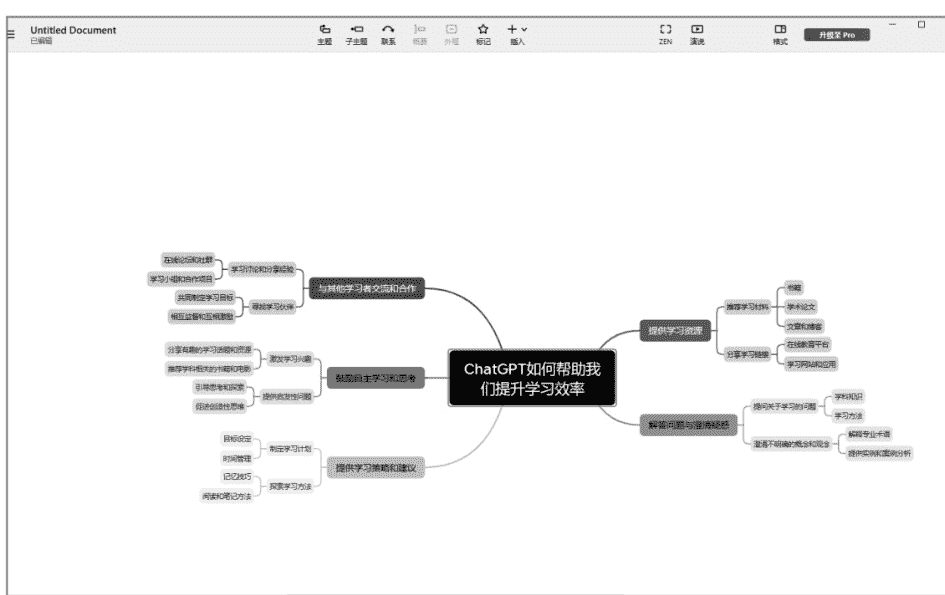 Untitled Document
已编辑
主题
子主题
联系
概要
外框
标记
插入
ZEN
演说
格式
升级至 Pro
ChatGPT如何帮助我
们提升学习效率
提供学习资源
推荐学习材料
书籍
学术论文
文章和博客
分享学习链接
在线教育平台
学习网站和应用
解答问题与澄清疑惑
提问关于学习的问题
学科知识
学习方法
澄清不明确的概念和观念
解释专业术语
提供实例和案例分析
与其他学习者交流和合作
学习讨论和分享经验
在线论坛和社群
学习小组和合作项目
寻找学习伙伴
共同制定学习目标
相互监督和互相激励
鼓励自主学习和思考
激发学习兴趣
分享有趣的学习话题和资源
推荐学科相关的书籍和电影
提供启发性问题
引导思考和探索
促进创造性思维
提供学习策略和建议
制定学习计划
目标设定
时间管理
探索学习方法
记忆技巧
阅读和笔记方法